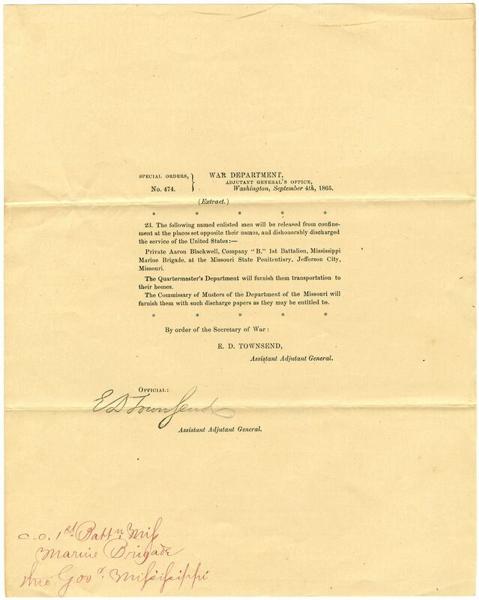 SPECIAL ORDERS, } WAR DEPARTMENT,
ADJUTANT GENERAL'S OFFICE,
No. 474. Washington, September 4th, 1865.
(Extract.)
* * * * *
23. The following named enlisted men will be released from confine-
ment at the places set opposite their names, and dishonorably discharged
the service of the United States:—
Private Aaron Blackwell, Company "B," 1st Battalion, Mississippi
Marine Brigade, at the Missouri State Penitentiary, Jefferson City,
Missouri.
The Quartermaster's Department will furnish them transportation to
their homes.
The Commissary of Musters of the Department of the Missouri will
furnish them with such discharge papers as they may be entitled to.
* * * * *
By order of the Secretary of War:
E. D. TOWNSEND,
Assistant Adjutant General.
OFFICIAL:
E D Townsend
Assistant Adjutant General.
C.O. 1st Battn Miss
Marine Brigade
thro Govr Mississippi